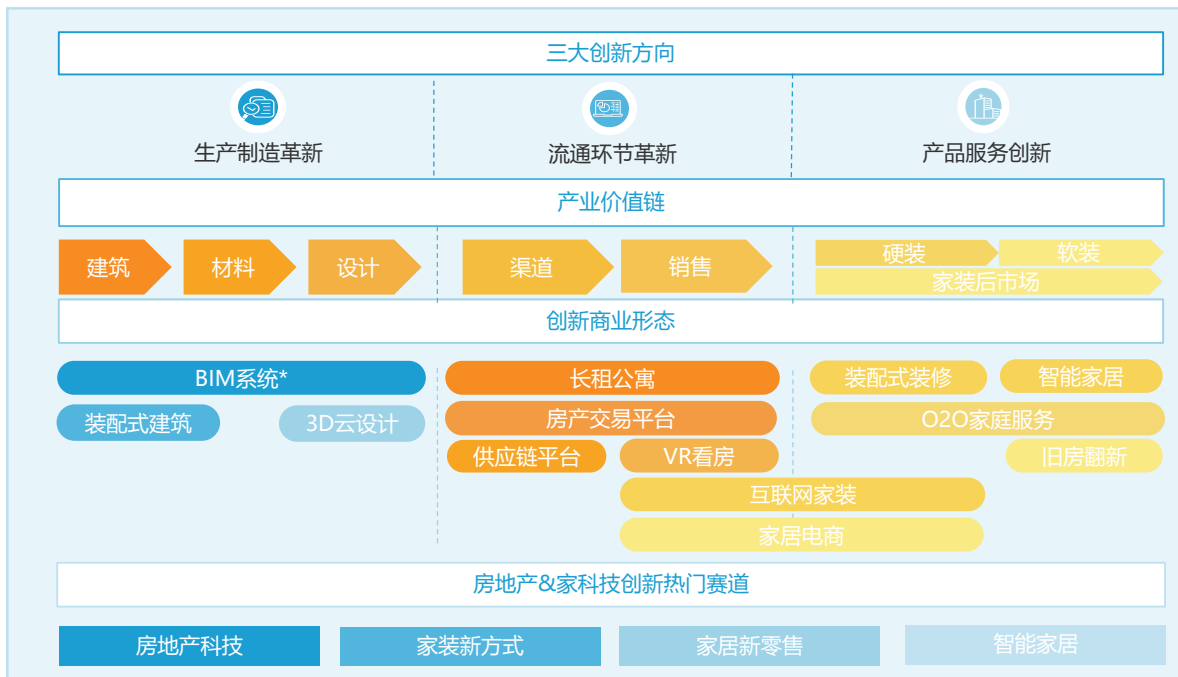 三大创新方向
生产制造革新
流通环节革新
产品服务创新
产业价值链
建筑
材料
设计
渠道
销售
硬装
软装
家装后市场
创新商业形态
BIM系统*
长租公寓
装配式装修
智能家居
装配式建筑
3D云设计
房产交易平台
O2O家庭服务
供应链平台
VR看房
旧房翻新
互联网家装
家居电商
房地产&家科技创新热门赛道
房地产科技
家装新方式
家居新零售
智能家居